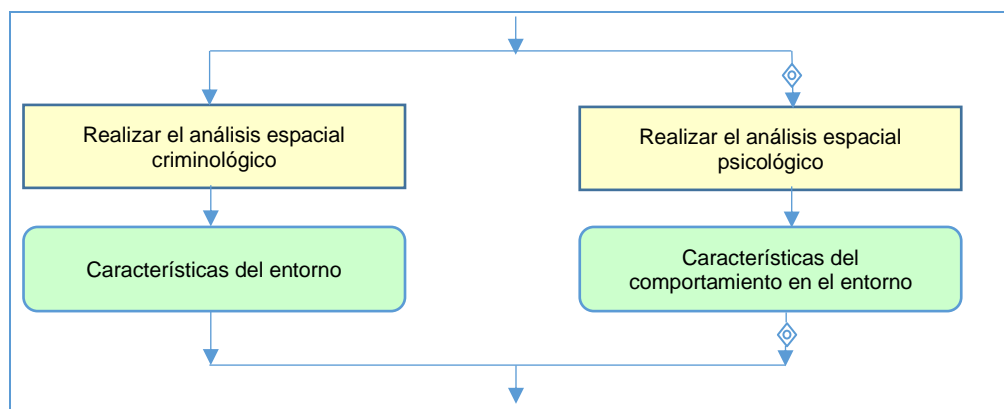 Realizar el análisis espacial
criminológico
Realizar el análisis espacial
psicológico
Características del entorno
Características del
comportamiento en el entorno